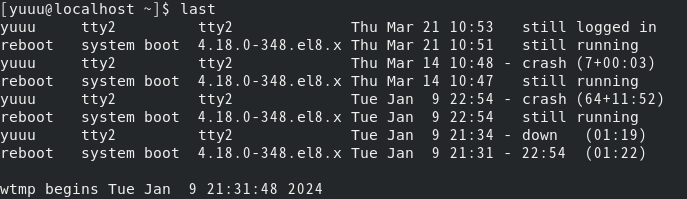 [yuuu@localhost ~]$ last
yuuu     tty2         tty2             Thu Mar 21 10:53   still logged in
reboot   system boot  4.18.0-348.el8.x Thu Mar 21 10:51   still running
yuuu     tty2         tty2             Thu Mar 14 10:48 - crash (7+00:03)
reboot   system boot  4.18.0-348.el8.x Thu Mar 14 10:47   still running
yuuu     tty2         tty2             Tue Jan  9 22:54 - crash (64+11:52)
reboot   system boot  4.18.0-348.el8.x Tue Jan  9 22:54   still running
yuuu     tty2         tty2             Tue Jan  9 21:34 - down   (01:19)
reboot   system boot  4.18.0-348.el8.x Tue Jan  9 21:31 - 22:54  (01:22)

wtmp begins Tue Jan  9 21:31:48 2024